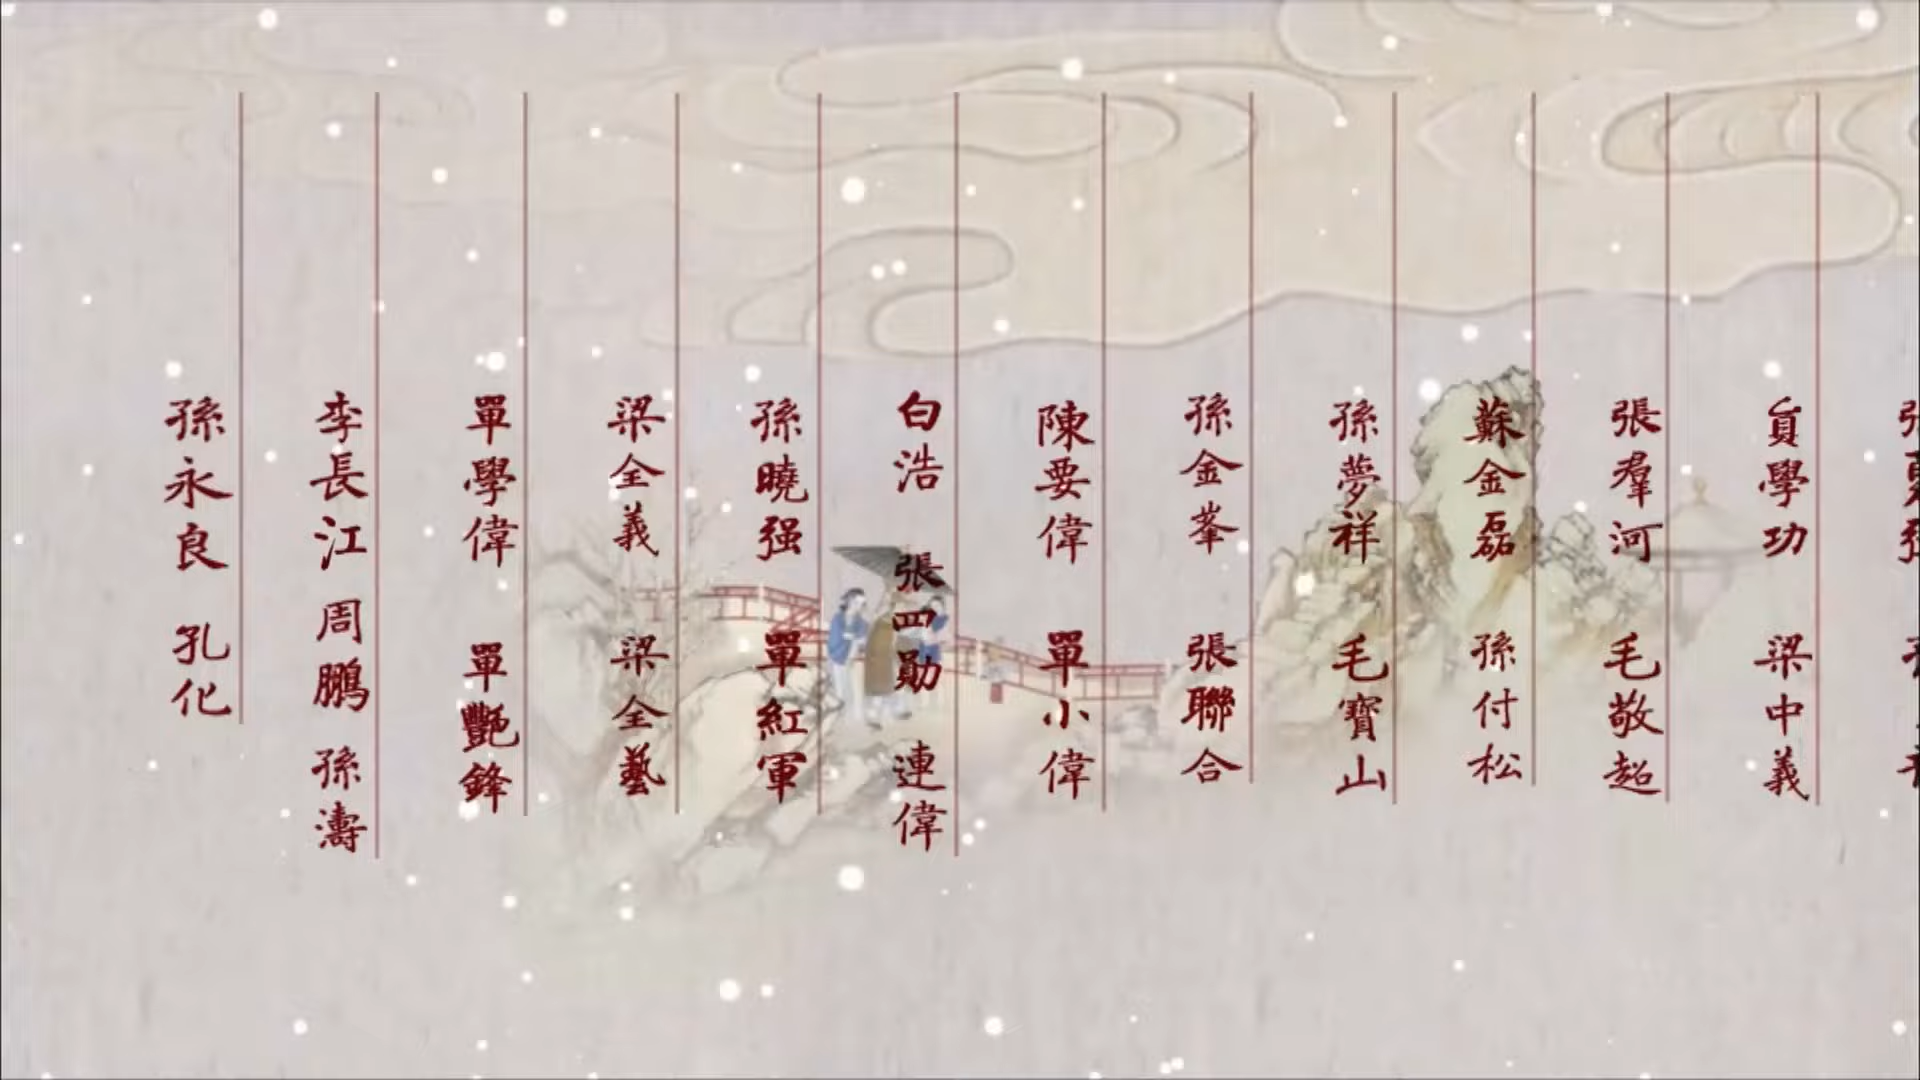 貟學功 梁中義
張羣河 毛敬超
蘇金磊 孫付松
孫夢祥 毛寶山
孫金峯 張聯合
陳要偉 單小偉
白浩 張四勛 連偉
孫曉强 單紅軍
梁全義 梁全藝
單學偉 單艷鋒
李長江 周鵬 孫濤
孫永良 孔化